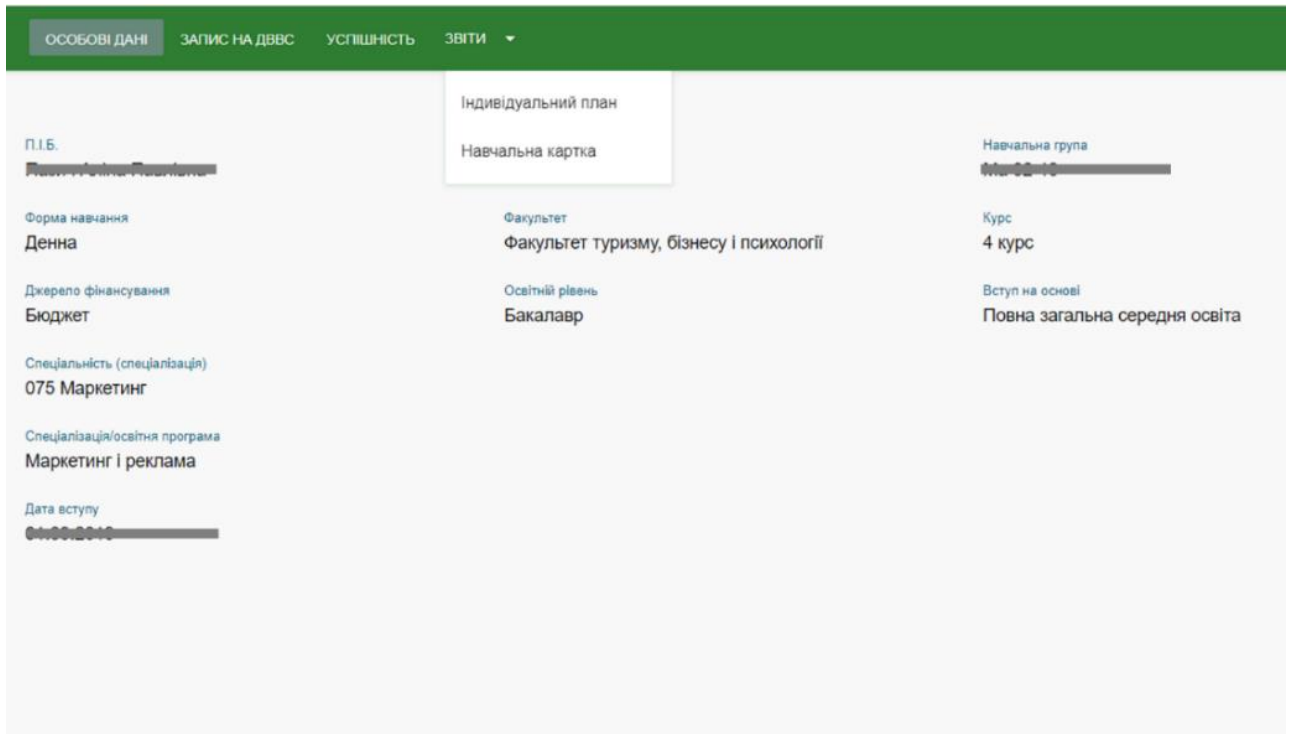 ОСОБОВІ ДАНІ ЗАПИС НА ДВВС УСПІШНІСТЬ ЗВІТИ
Індивідуальний план
Навчальна картка
П.І.Б.
Навчальна група
Форма навчання
Денна
Факультет
Факультет туризму, бізнесу і психології
Курс
4 курс
Джерело фінансування
Бюджет
Освітній рівень
Бакалавр
Вступ на основі
Повна загальна середня освіта
Спеціальність (спеціалізація)
075 Маркетинг
Спеціалізація/освітня програма
Маркетинг і реклама
Дата вступу